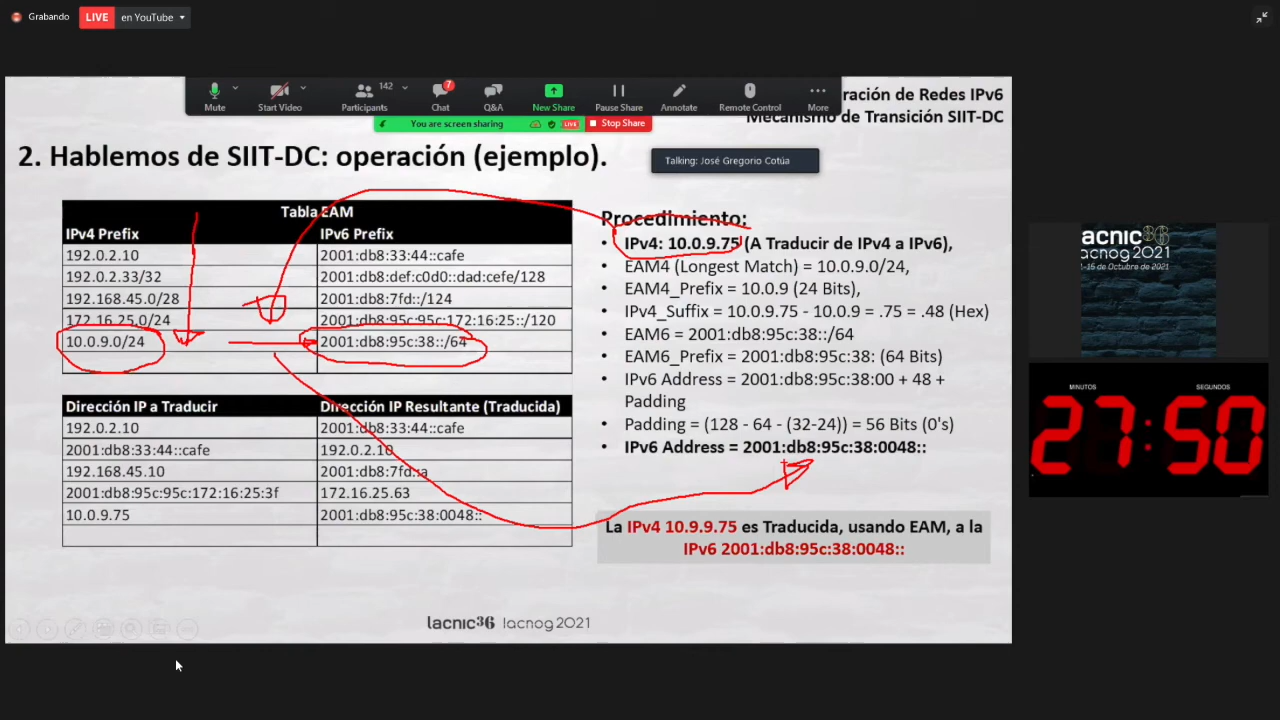 Grabando
LIVE
en YouTube
Mute
Start Video
Participants
142
Chat
7
Q&A
New Share
Pause Share
Annotate
Remote Control
More
You are screen sharing
LIVE
Stop Share
ración de Redes IPv6
Mecanismo de Transición SIIT-DC
2. Hablemos de SIIT-DC: operación (ejemplo).
Talking: José Gregorio Cotúa
Tabla EAM
IPv4 Prefix IPv6 Prefix
192.0.2.10 2001:db8:33:44::cafe
192.0.2.33/32 2001:db8:def:c0d0::dad:cefe/128
192.168.45.0/28 2001:db8:7fd::/124
172.16.25.0/24 2001:db8:95c:95c:172:16:25::/120
10.0.9.0/24 2001:db8:95c:38::/64
Dirección IP a Traducir Dirección IP Resultante (Traducida)
192.0.2.10 2001:db8:33:44::cafe
2001:db8:33:44::cafe 192.0.2.10
192.168.45.10 2001:db8:7fd::a
2001:db8:95c:95c:172:16:25:3f 172.16.25.63
10.0.9.75 2001:db8:95c:38:0048::
Procedimiento:
• IPv4: 10.0.9.75 (A Traducir de IPv4 a IPv6),
• EAM4 (Longest Match) = 10.0.9.0/24,
• EAM4_Prefix = 10.0.9 (24 Bits),
• IPv4_Suffix = 10.0.9.75 - 10.0.9 = .75 = .48 (Hex)
• EAM6 = 2001:db8:95c:38::/64
• EAM6_Prefix = 2001:db8:95c:38: (64 Bits)
• IPv6 Address = 2001:db8:95c:38:00 + 48 +
Padding
• Padding = (128 - 64 - (32-24)) = 56 Bits (0's)
• IPv6 Address = 2001:db8:95c:38:0048::
La IPv4 10.9.9.75 es Traducida, usando EAM, a la
IPv6 2001:db8:95c:38:0048::
lacnic36 lacnog2021
acnic36
acnog2021
1-16 de Octubre de 2021
MINUTOS SEGUNDOS
27:50